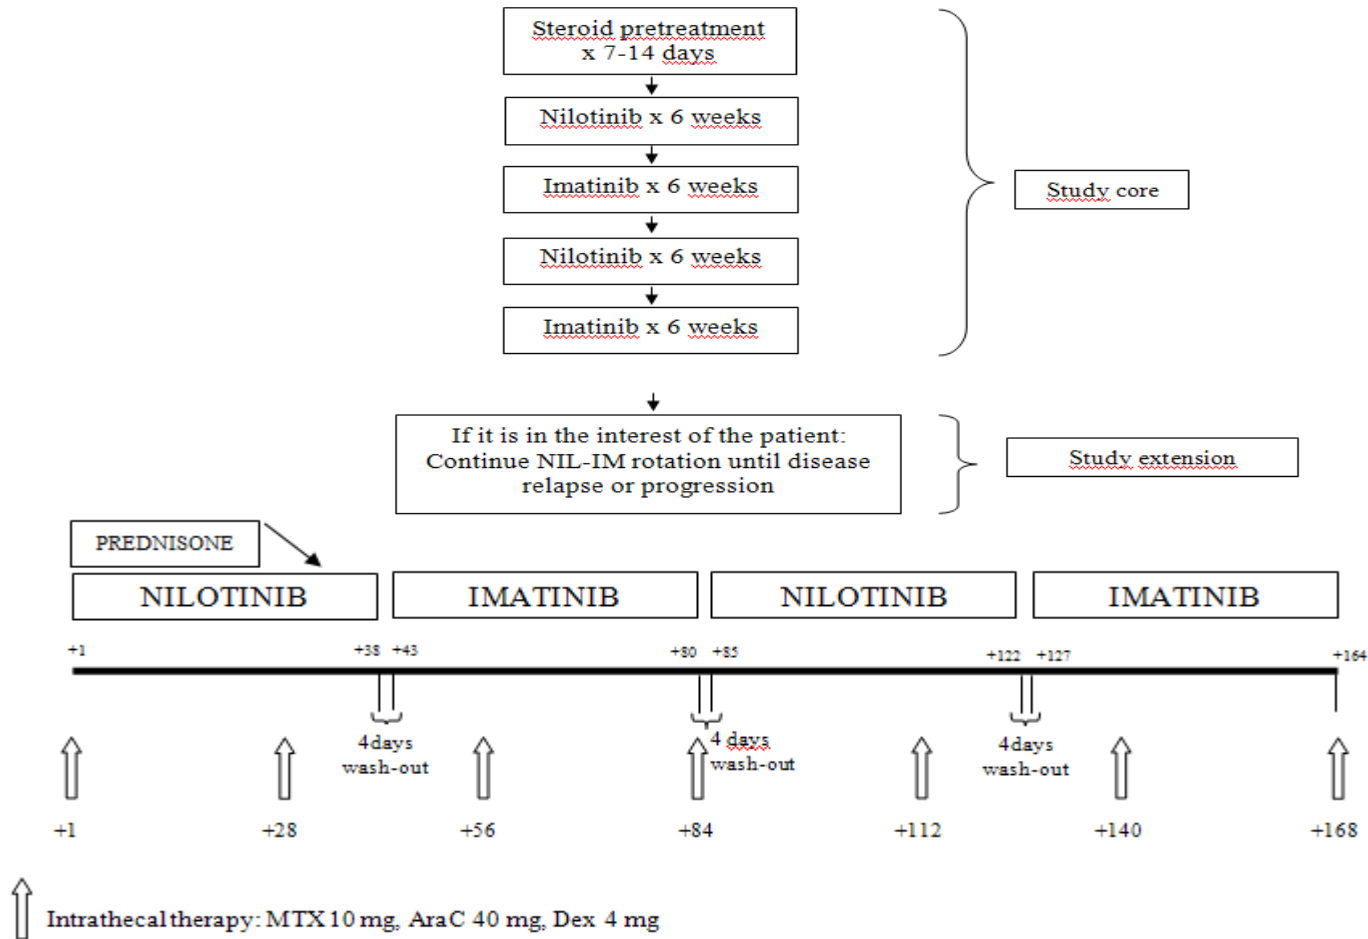 Steroid pretreatment
x 7-14 days
Nilotinib x 6 weeks
Imatinib x 6 weeks
Study core
Nilotinib x 6 weeks
Imatinib x 6 weeks
If it is in the interest of the patient:
Continue NIL-IM rotation until disease
relapse or progression
Study extension
PREDNISONE
NILOTINIB IMATINIB NILOTINIB IMATINIB
+1 +38 +43 +80 +85 +122 +127 +164
4days
wash-out
4 days
wash-out
4days
wash-out
+1 +28 +56 +84 +112 +140 +168
Intrathecal therapy: MTX 10 mg, AraC 40 mg, Dex 4 mg